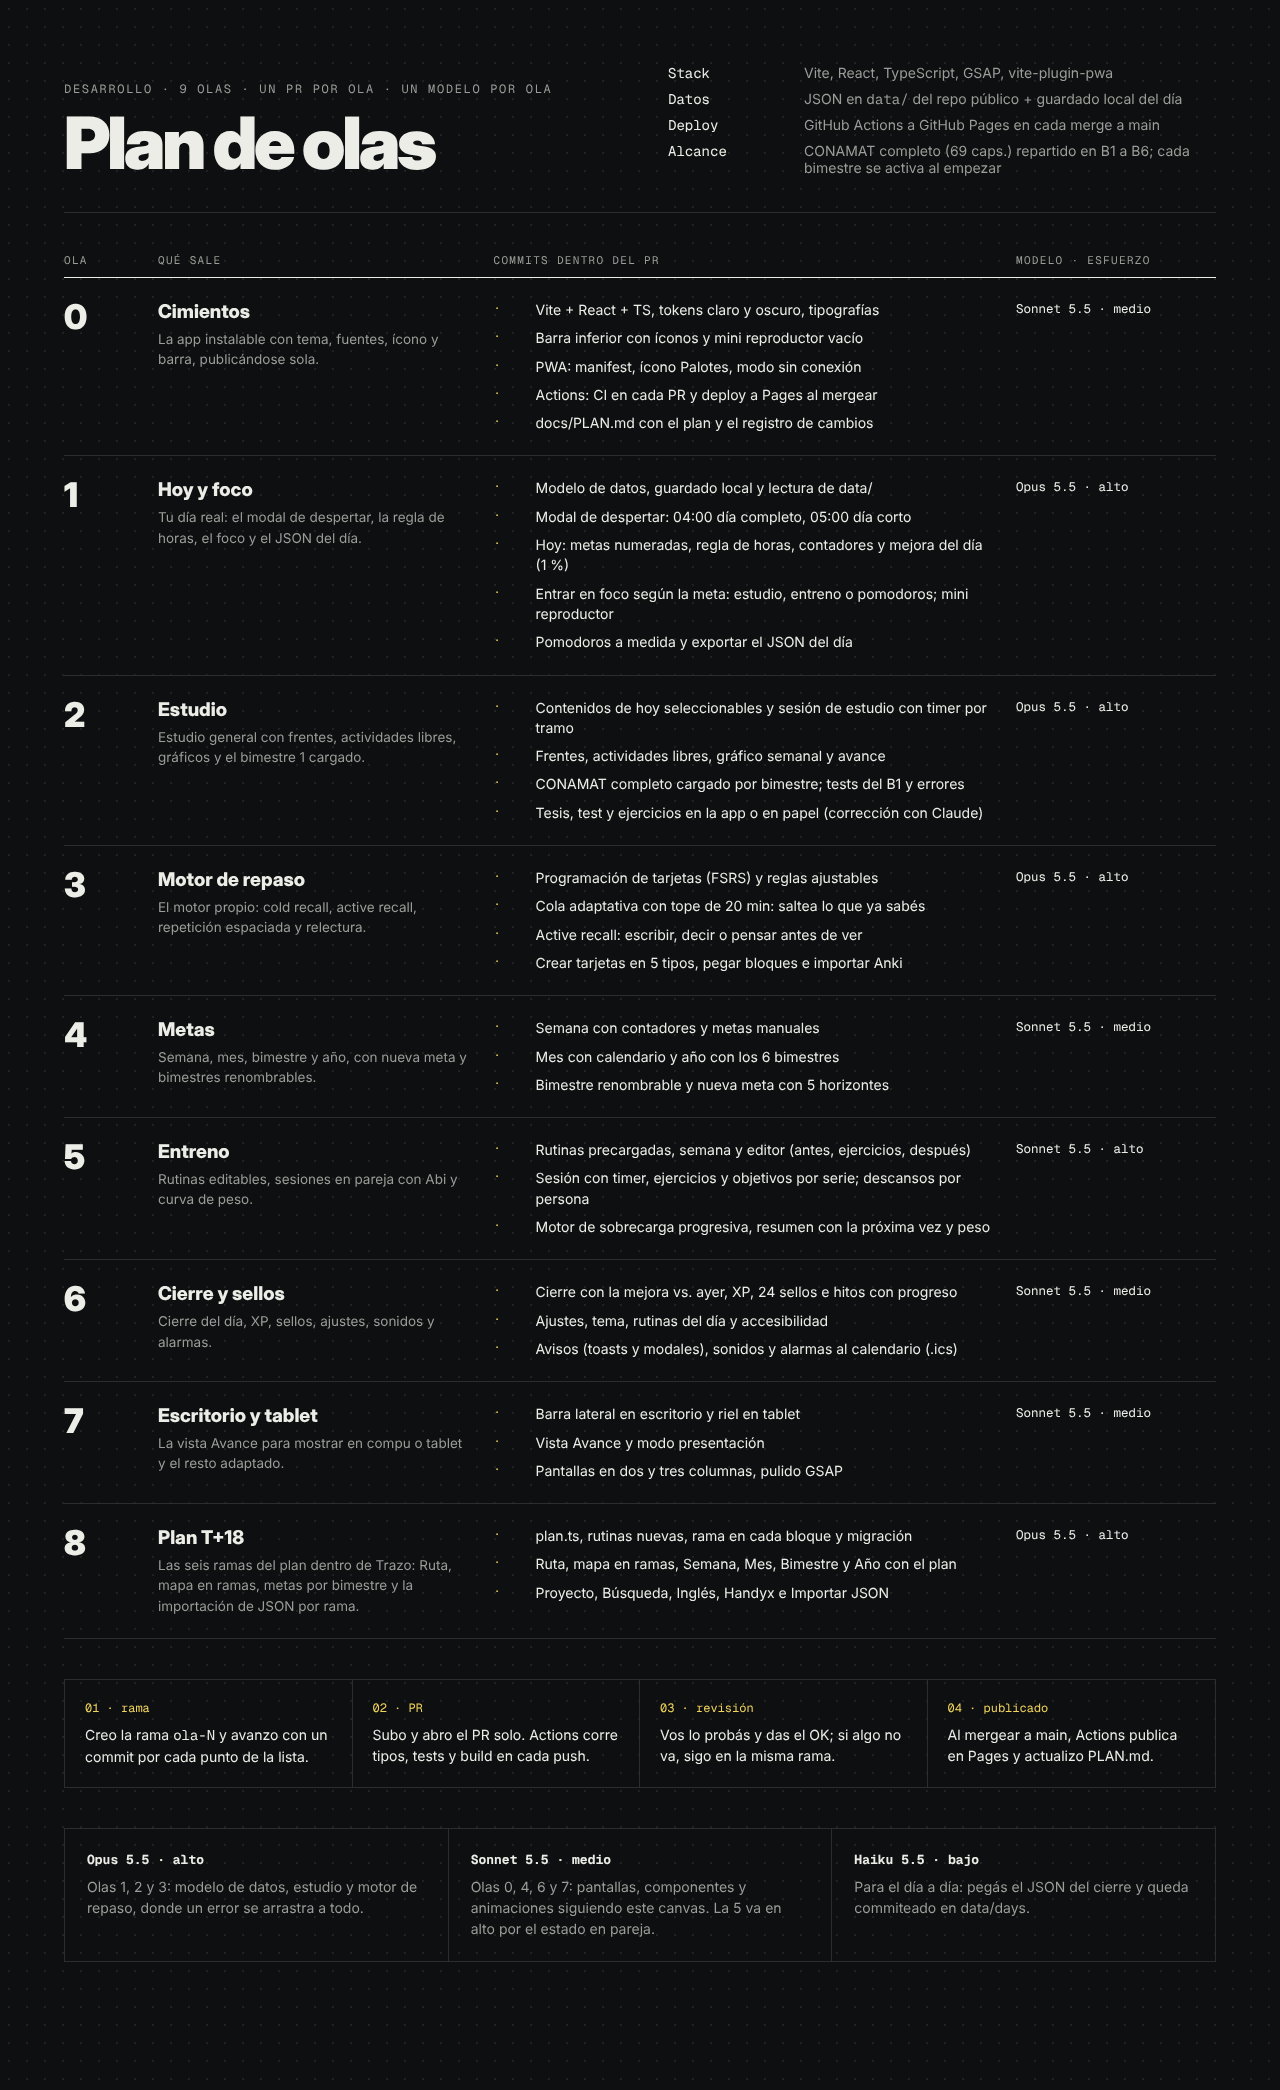 DESARROLLO · 9 OLAS · UN PR POR OLA · UN MODELO POR OLA
Plan de olas
Stack
Vite, React, TypeScript, GSAP, vite-plugin-pwa
Datos
JSON en data/ del repo público + guardado local del día
Deploy
GitHub Actions a GitHub Pages en cada merge a main
Alcance
CONAMAT completo (69 caps.) repartido en B1 a B6; cada
bimestre se activa al empezar
OLA
QUÉ SALE
COMMITS DENTRO DEL PR
MODELO · ESFUERZO
0
Cimientos
La app instalable con tema, fuentes, ícono y
barra, publicándose sola.
· Vite + React + TS, tokens claro y oscuro, tipografías
· Barra inferior con íconos y mini reproductor vacío
· PWA: manifest, ícono Palotes, modo sin conexión
· Actions: CI en cada PR y deploy a Pages al mergear
· docs/PLAN.md con el plan y el registro de cambios
Sonnet 5.5 · medio
1
Hoy y foco
Tu día real: el modal de despertar, la regla de
horas, el foco y el JSON del día.
· Modelo de datos, guardado local y lectura de data/
· Modal de despertar: 04:00 día completo, 05:00 día corto
· Hoy: metas numeradas, regla de horas, contadores y mejora del día
(1 %)
· Entrar en foco según la meta: estudio, entreno o pomodoros; mini
reproductor
· Pomodoros a medida y exportar el JSON del día
Opus 5.5 · alto
2
Estudio
Estudio general con frentes, actividades libres,
gráficos y el bimestre 1 cargado.
· Contenidos de hoy seleccionables y sesión de estudio con timer por
tramo
· Frentes, actividades libres, gráfico semanal y avance
· CONAMAT completo cargado por bimestre; tests del B1 y errores
· Tesis, test y ejercicios en la app o en papel (corrección con Claude)
Opus 5.5 · alto
3
Motor de repaso
El motor propio: cold recall, active recall,
repetición espaciada y relectura.
· Programación de tarjetas (FSRS) y reglas ajustables
· Cola adaptativa con tope de 20 min: saltea lo que ya sabés
· Active recall: escribir, decir o pensar antes de ver
· Crear tarjetas en 5 tipos, pegar bloques e importar Anki
Opus 5.5 · alto
4
Metas
Semana, mes, bimestre y año, con nueva meta y
bimestres renombrables.
· Semana con contadores y metas manuales
· Mes con calendario y año con los 6 bimestres
· Bimestre renombrable y nueva meta con 5 horizontes
Sonnet 5.5 · medio
5
Entreno
Rutinas editables, sesiones en pareja con Abi y
curva de peso.
· Rutinas precargadas, semana y editor (antes, ejercicios, después)
· Sesión con timer, ejercicios y objetivos por serie; descansos por
persona
· Motor de sobrecarga progresiva, resumen con la próxima vez y peso
Sonnet 5.5 · alto
6
Cierre y sellos
Cierre del día, XP, sellos, ajustes, sonidos y
alarmas.
· Cierre con la mejora vs. ayer, XP, 24 sellos e hitos con progreso
· Ajustes, tema, rutinas del día y accesibilidad
· Avisos (toasts y modales), sonidos y alarmas al calendario (.ics)
Sonnet 5.5 · medio
7
Escritorio y tablet
La vista Avance para mostrar en compu o tablet
y el resto adaptado.
· Barra lateral en escritorio y riel en tablet
· Vista Avance y modo presentación
· Pantallas en dos y tres columnas, pulido GSAP
Sonnet 5.5 · medio
8
Plan T+18
Las seis ramas del plan dentro de Trazo: Ruta,
mapa en ramas, metas por bimestre y la
importación de JSON por rama.
· plan.ts, rutinas nuevas, rama en cada bloque y migración
· Ruta, mapa en ramas, Semana, Mes, Bimestre y Año con el plan
· Proyecto, Búsqueda, Inglés, Handyx e Importar JSON
Opus 5.5 · alto
01 · rama
Creo la rama ola-N y avanzo con un
commit por cada punto de la lista.
02 · PR
Subo y abro el PR solo. Actions corre
tipos, tests y build en cada push.
03 · revisión
Vos lo probás y das el OK; si algo no
va, sigo en la misma rama.
04 · publicado
Al mergear a main, Actions publica
en Pages y actualizo PLAN.md.
Opus 5.5 · alto
Olas 1, 2 y 3: modelo de datos, estudio y motor de
repaso, donde un error se arrastra a todo.
Sonnet 5.5 · medio
Olas 0, 4, 6 y 7: pantallas, componentes y
animaciones siguiendo este canvas. La 5 va en
alto por el estado en pareja.
Haiku 5.5 · bajo
Para el día a día: pegás el JSON del cierre y queda
commiteado en data/days.